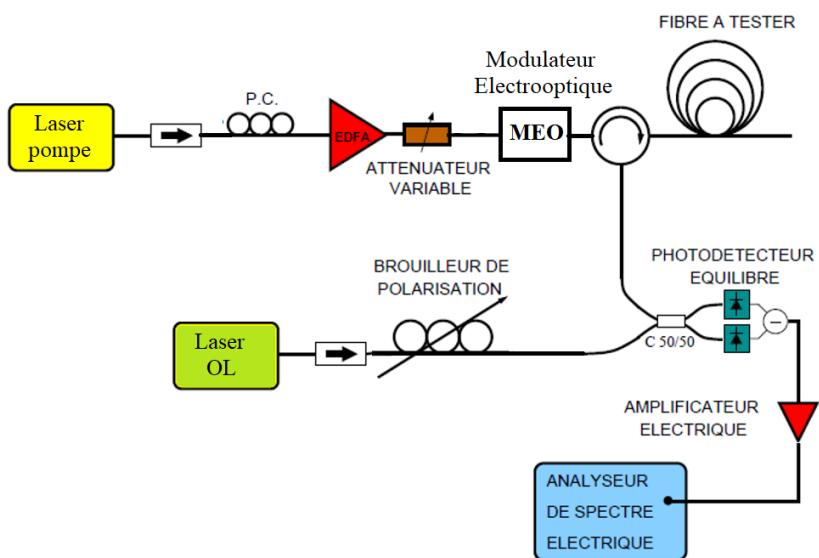 FIBRE A TESTER
Modulateur
Electrooptique
P.C.
Laser
pompe
EDFA
MEO
ATTENUATEUR
VARIABLE
PHOTODETECTEUR
EQUILIBRE
BROUILLEUR DE
POLARISATION
Laser
OL
C 50/50
AMPLIFICATEUR
ELECTRIQUE
ANALYSEUR
DE SPECTRE
ELECTRIQUE